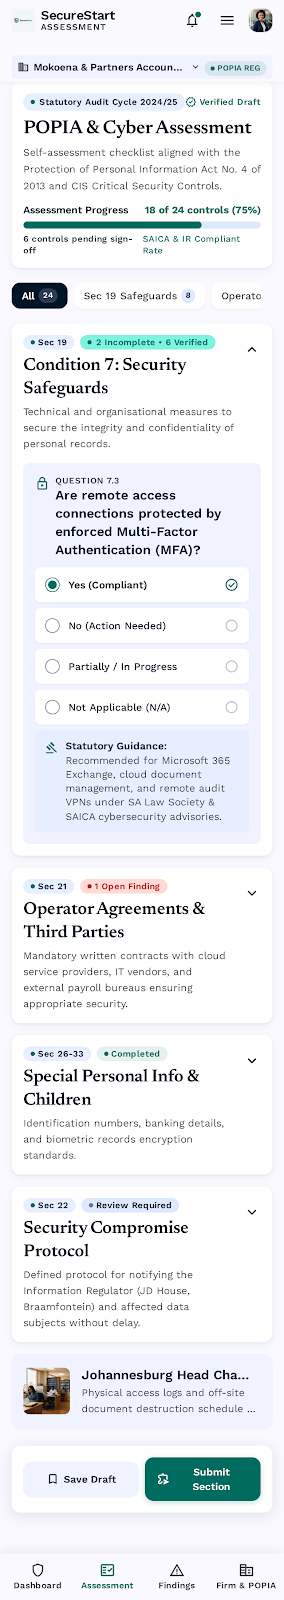 SecureStart
ASSESSMENT
Mokoena & Partners Accoun...
POPIA REG
Statutory Audit Cycle 2024/25
Verified Draft
POPIA & Cyber Assessment
Self-assessment checklist aligned with the
Protection of Personal Information Act No. 4 of
2013 and CIS Critical Security Controls.
Assessment Progress
18 of 24 controls (75%)
6 controls pending sign-
off
SAICA & IR Compliant
Rate
All 24
Sec 19 Safeguards 8
Operato
Sec 19
2 Incomplete • 6 Verified
Condition 7: Security
Safeguards
Technical and organisational measures to
secure the integrity and confidentiality of
personal records.
QUESTION 7.3
Are remote access
connections protected by
enforced Multi-Factor
Authentication (MFA)?
Yes (Compliant)
No (Action Needed)
Partially / In Progress
Not Applicable (N/A)
Statutory Guidance:
Recommended for Microsoft 365
Exchange, cloud document
management, and remote audit
VPNs under SA Law Society &
SAICA cybersecurity advisories.
Sec 21
1 Open Finding
Operator Agreements &
Third Parties
Mandatory written contracts with cloud
service providers, IT vendors, and
external payroll bureaus ensuring
appropriate security.
Sec 26-33
Completed
Special Personal Info &
Children
Identification numbers, banking details,
and biometric records encryption
standards.
Sec 22
Review Required
Security Compromise
Protocol
Defined protocol for notifying the
Information Regulator (JD House,
Braamfontein) and affected data
subjects without delay.
Johannesburg Head Cha...
Physical access logs and off-site
document destruction schedule ...
Save Draft
Submit
Section
Dashboard
Assessment
Findings
Firm & POPIA